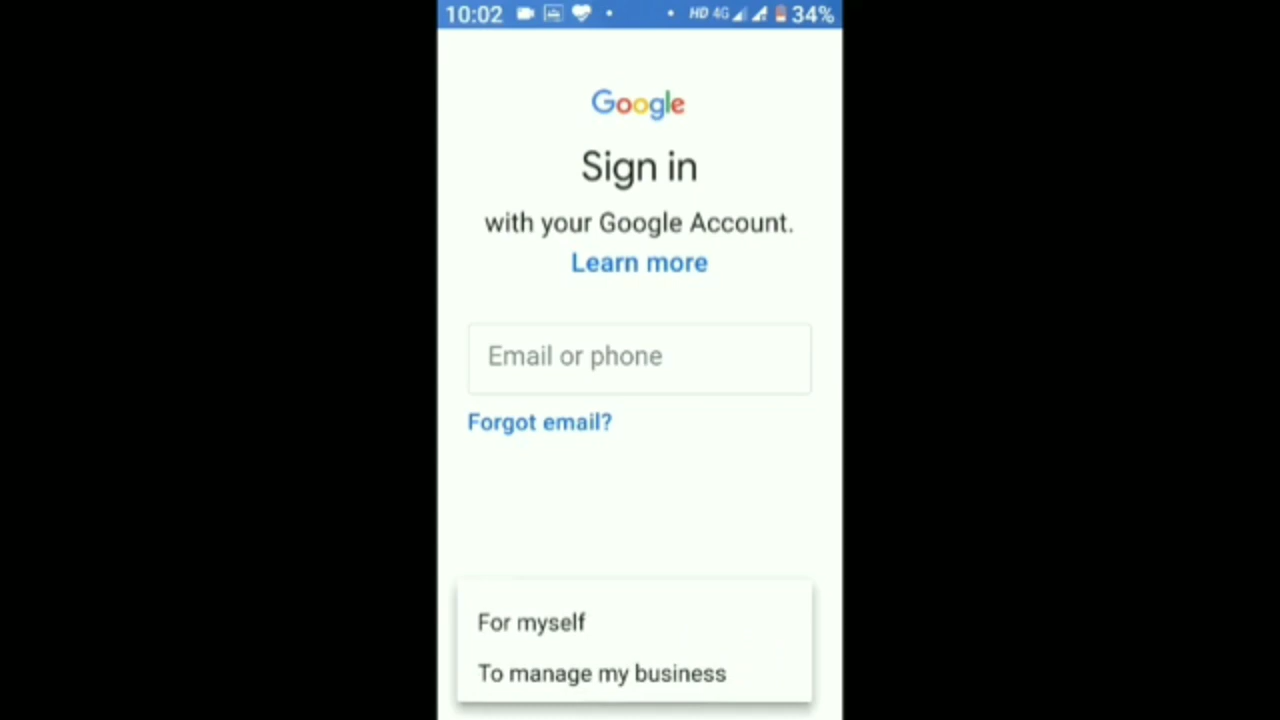 10:02 HD 4G 34%
Google
Sign in
with your Google Account.
Learn more
Email or phone
Forgot email?
For myself
To manage my business